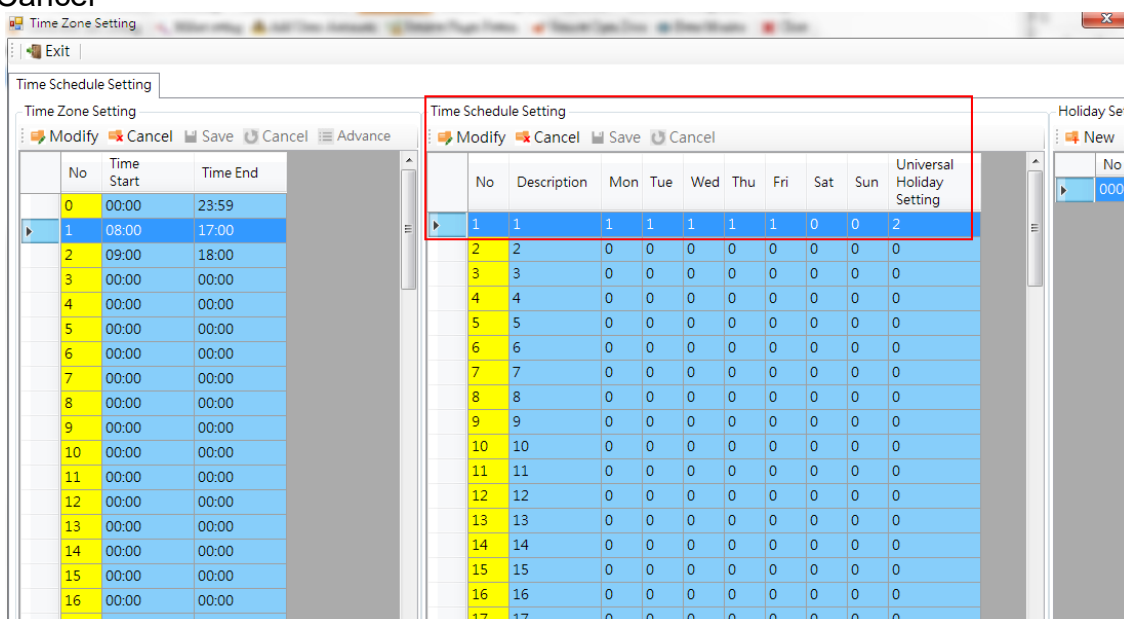 Cancel
Time Zone Setting
Exit
Time Schedule Setting
Time Zone Setting
Modify Cancel Save Cancel Advance
No Time Start Time End
0 00:00 23:59
1 08:00 17:00
2 09:00 18:00
3 00:00 00:00
4 00:00 00:00
5 00:00 00:00
6 00:00 00:00
7 00:00 00:00
8 00:00 00:00
9 00:00 00:00
10 00:00 00:00
11 00:00 00:00
12 00:00 00:00
13 00:00 00:00
14 00:00 00:00
15 00:00 00:00
16 00:00 00:00
Time Schedule Setting
Modify Cancel Save Cancel
No Description Mon Tue Wed Thu Fri Sat Sun Universal Holiday Setting
1 1 1 1 1 1 1 0 0 2
2 2 0 0 0 0 0 0 0 0
3 3 0 0 0 0 0 0 0 0
4 4 0 0 0 0 0 0 0 0
5 5 0 0 0 0 0 0 0 0
6 6 0 0 0 0 0 0 0 0
7 7 0 0 0 0 0 0 0 0
8 8 0 0 0 0 0 0 0 0
9 9 0 0 0 0 0 0 0 0
10 10 0 0 0 0 0 0 0 0
11 11 0 0 0 0 0 0 0 0
12 12 0 0 0 0 0 0 0 0
13 13 0 0 0 0 0 0 0 0
14 14 0 0 0 0 0 0 0 0
15 15 0 0 0 0 0 0 0 0
16 16 0 0 0 0 0 0 0 0
17 17 0 0 0 0 0 0 0 0
Holiday Se
New
No
000